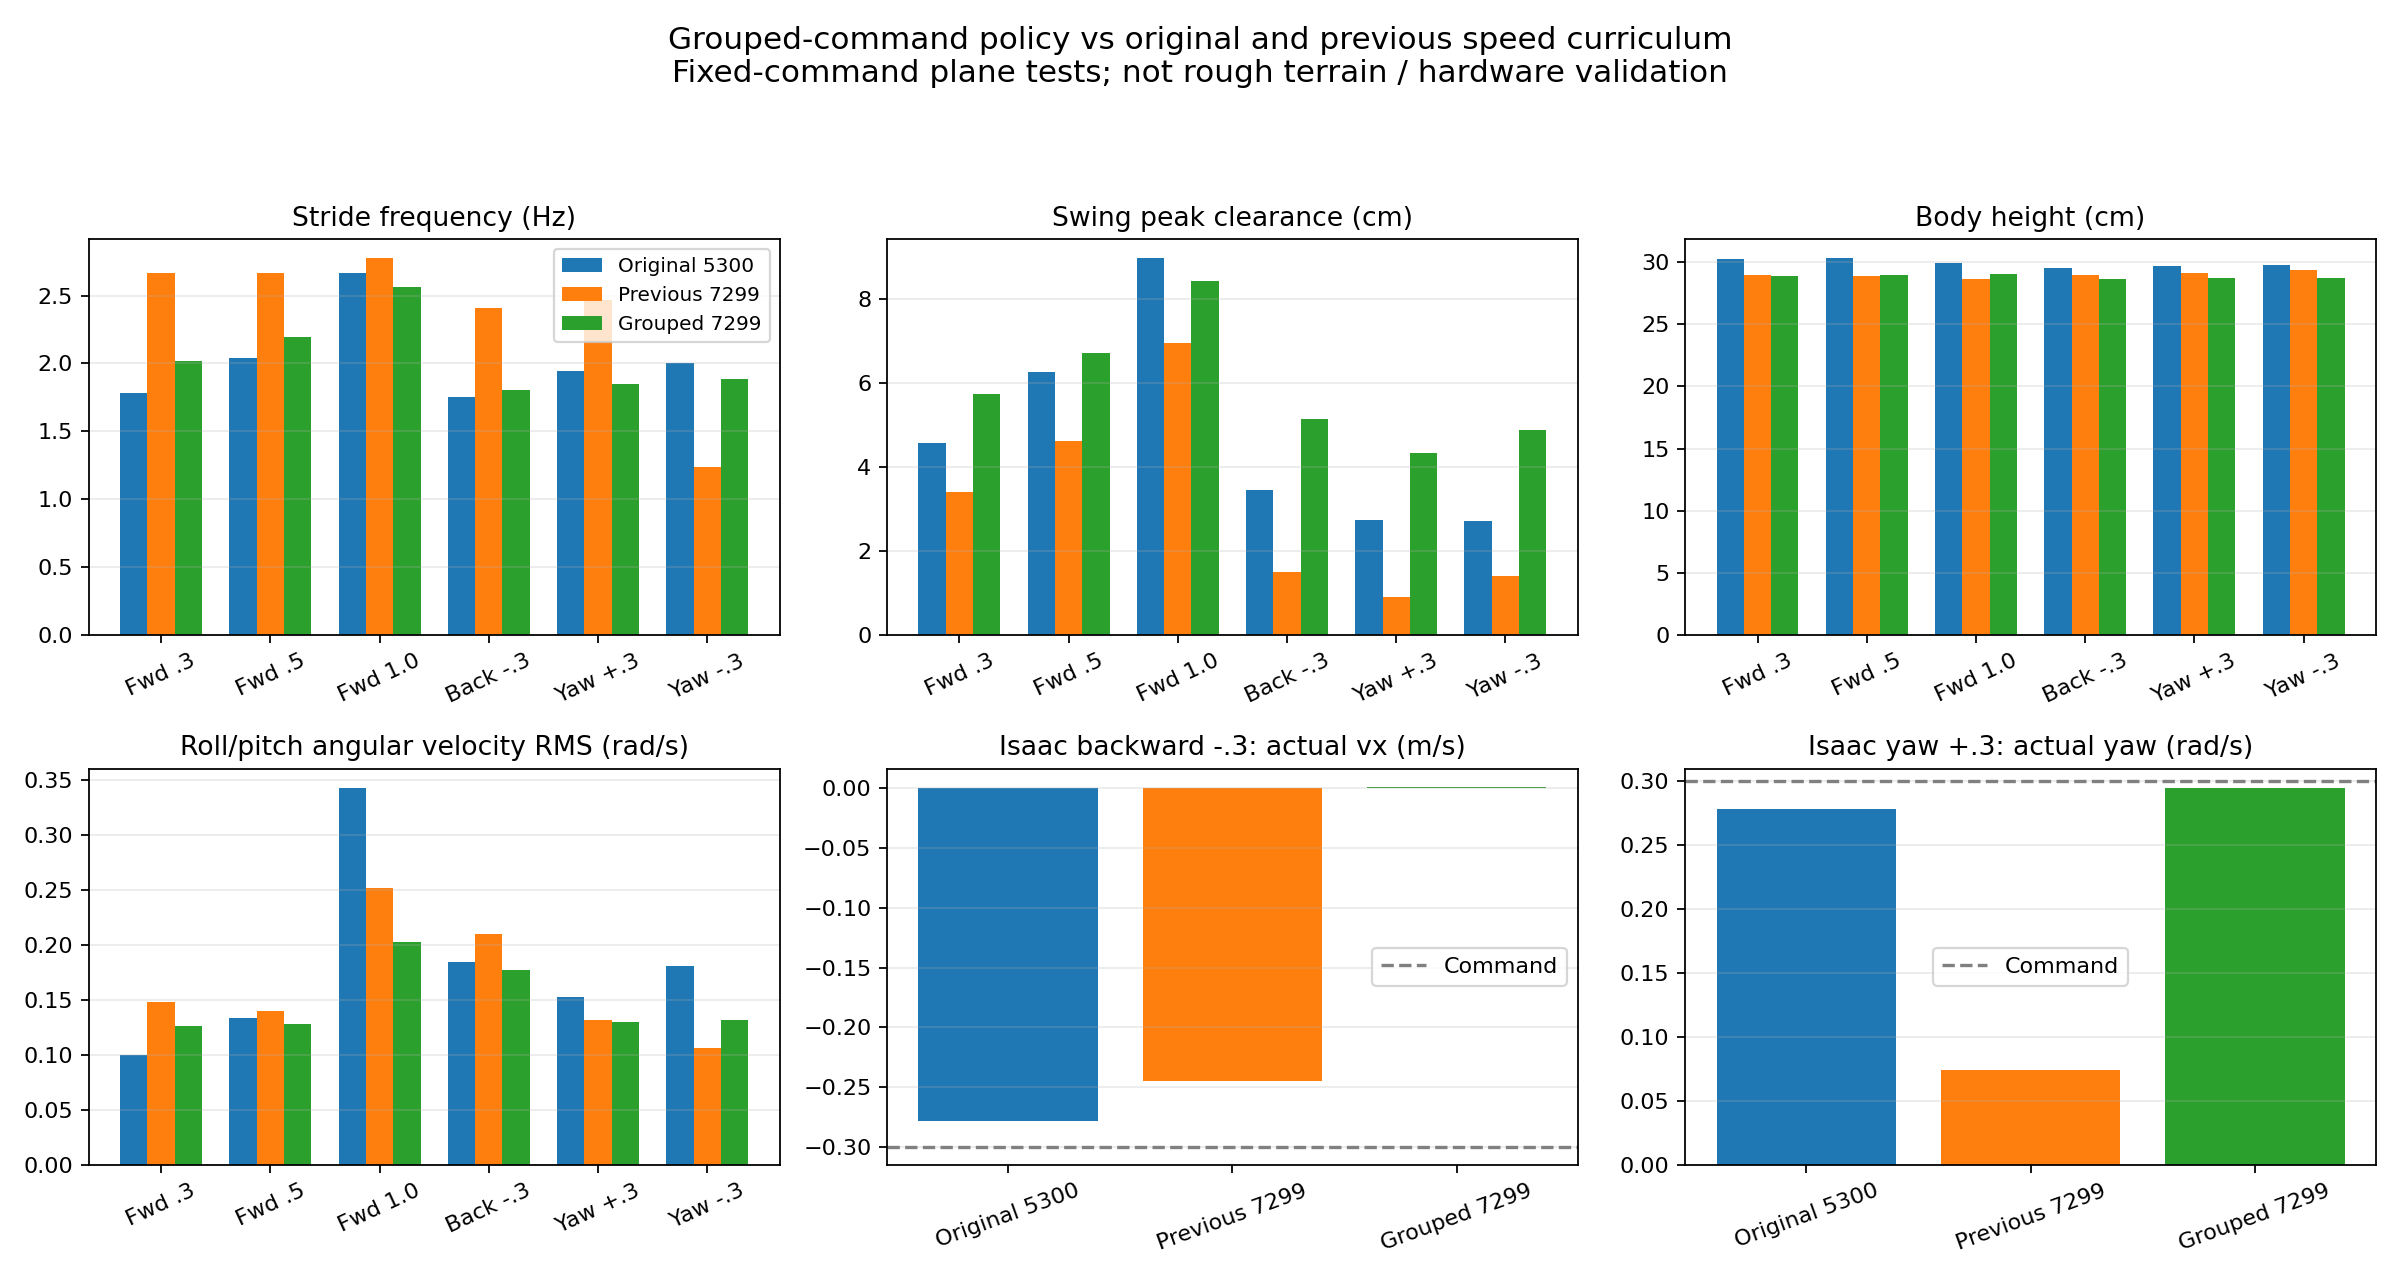 Grouped-command policy vs original and previous speed curriculum
Fixed-command plane tests; not rough terrain / hardware validation
Stride frequency (Hz)
2.5
2.0
1.5
1.0
0.5
0.0
Original 5300
Previous 7299
Grouped 7299
Fwd .3
Fwd .5
Fwd 1.0
Back -.3
Yaw +.3
Yaw -.3
Swing peak clearance (cm)
8
6
4
2
0
Fwd .3
Fwd .5
Fwd 1.0
Back -.3
Yaw +.3
Yaw -.3
Body height (cm)
30
25
20
15
10
5
0
Fwd .3
Fwd .5
Fwd 1.0
Back -.3
Yaw +.3
Yaw -.3
Roll/pitch angular velocity RMS (rad/s)
0.35
0.30
0.25
0.20
0.15
0.10
0.05
0.00
Fwd .3
Fwd .5
Fwd 1.0
Back -.3
Yaw +.3
Yaw -.3
Isaac backward -.3: actual vx (m/s)
0.00
−0.05
−0.10
−0.15
−0.20
−0.25
−0.30
Command
Original 5300
Previous 7299
Grouped 7299
Isaac yaw +.3: actual yaw (rad/s)
0.30
0.25
0.20
0.15
0.10
0.05
0.00
Command
Original 5300
Previous 7299
Grouped 7299